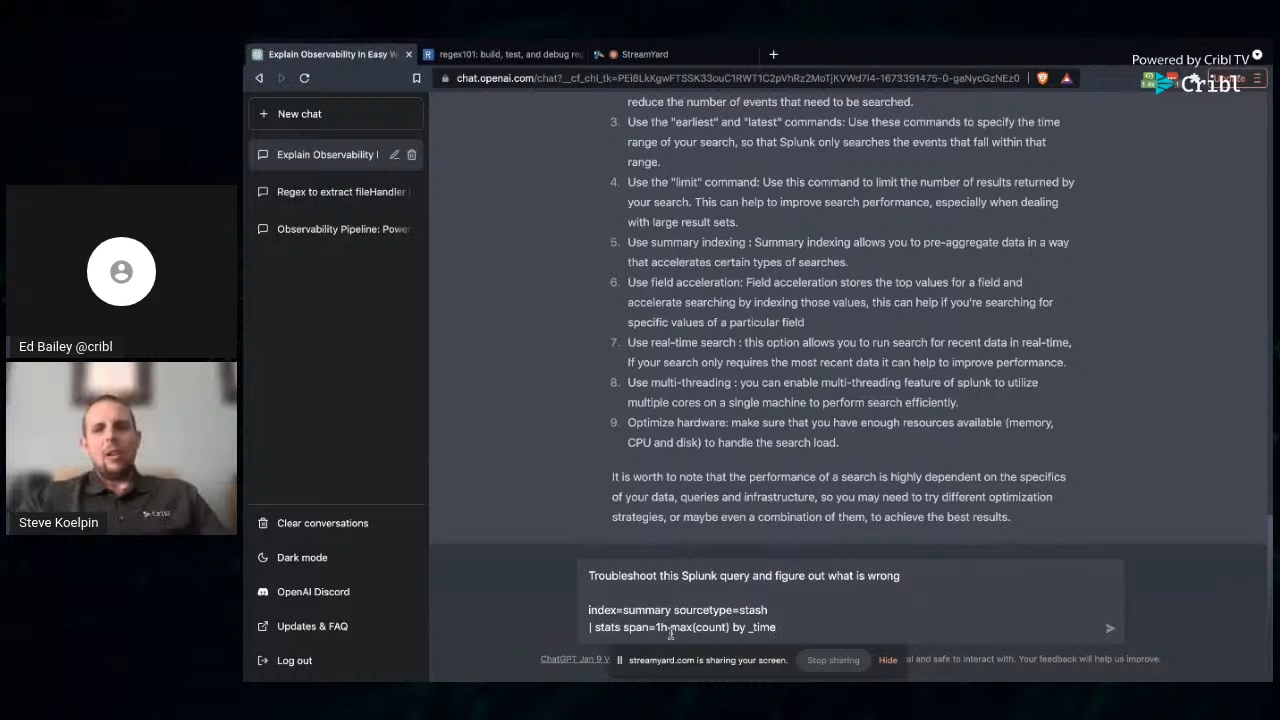 Explain Observability In Easy W
regex101: build, test, and debug reg
StreamYard
Powered by Cribl TV
chat.openai.com/chat?__cf_chl_tk=PEi8LkKgwFTSSK33ouC1RWT1C2pVhRz2MoTjKVWd7l4-1673391475-0-gaNycGzNEz0
Cribl
New chat
Explain Observability I
Regex to extract fileHandler
Observability Pipeline: Power
reduce the number of events that need to be searched.
3. Use the "earliest" and "latest" commands: Use these commands to specify the time
range of your search, so that Splunk only searches the events that fall within that
range.
4. Use the "limit" command: Use this command to limit the number of results returned by
your search. This can help to improve search performance, especially when dealing
with large result sets.
5. Use summary indexing : Summary indexing allows you to pre-aggregate data in a way
that accelerates certain types of searches.
6. Use field acceleration: Field acceleration stores the top values for a field and
accelerate searching by indexing those values, this can help if you're searching for
specific values of a particular field
7. Use real-time search : this option allows you to run search for recent data in real-time,
If your search only requires the most recent data it can help to improve performance.
8. Use multi-threading : you can enable multi-threading feature of splunk to utilize
multiple cores on a single machine to perform search efficiently.
9. Optimize hardware: make sure that you have enough resources available (memory,
CPU and disk) to handle the search load.
It is worth to note that the performance of a search is highly dependent on the specifics
of your data, queries and infrastructure, so you may need to try different optimization
strategies, or maybe even a combination of them, to achieve the best results.
Ed Bailey @cribl
Cribl
Steve Koelpin
Clear conversations
Dark mode
OpenAI Discord
Updates & FAQ
Log out
Troubleshoot this Splunk query and figure out what is wrong
index=summary sourcetype=stash
| stats span=1h max(count) by _time
ChatGPT Jan 9 V
streamyard.com is sharing your screen.
Stop sharing
Hide
al and safe to interact with. Your feedback will help us improve.